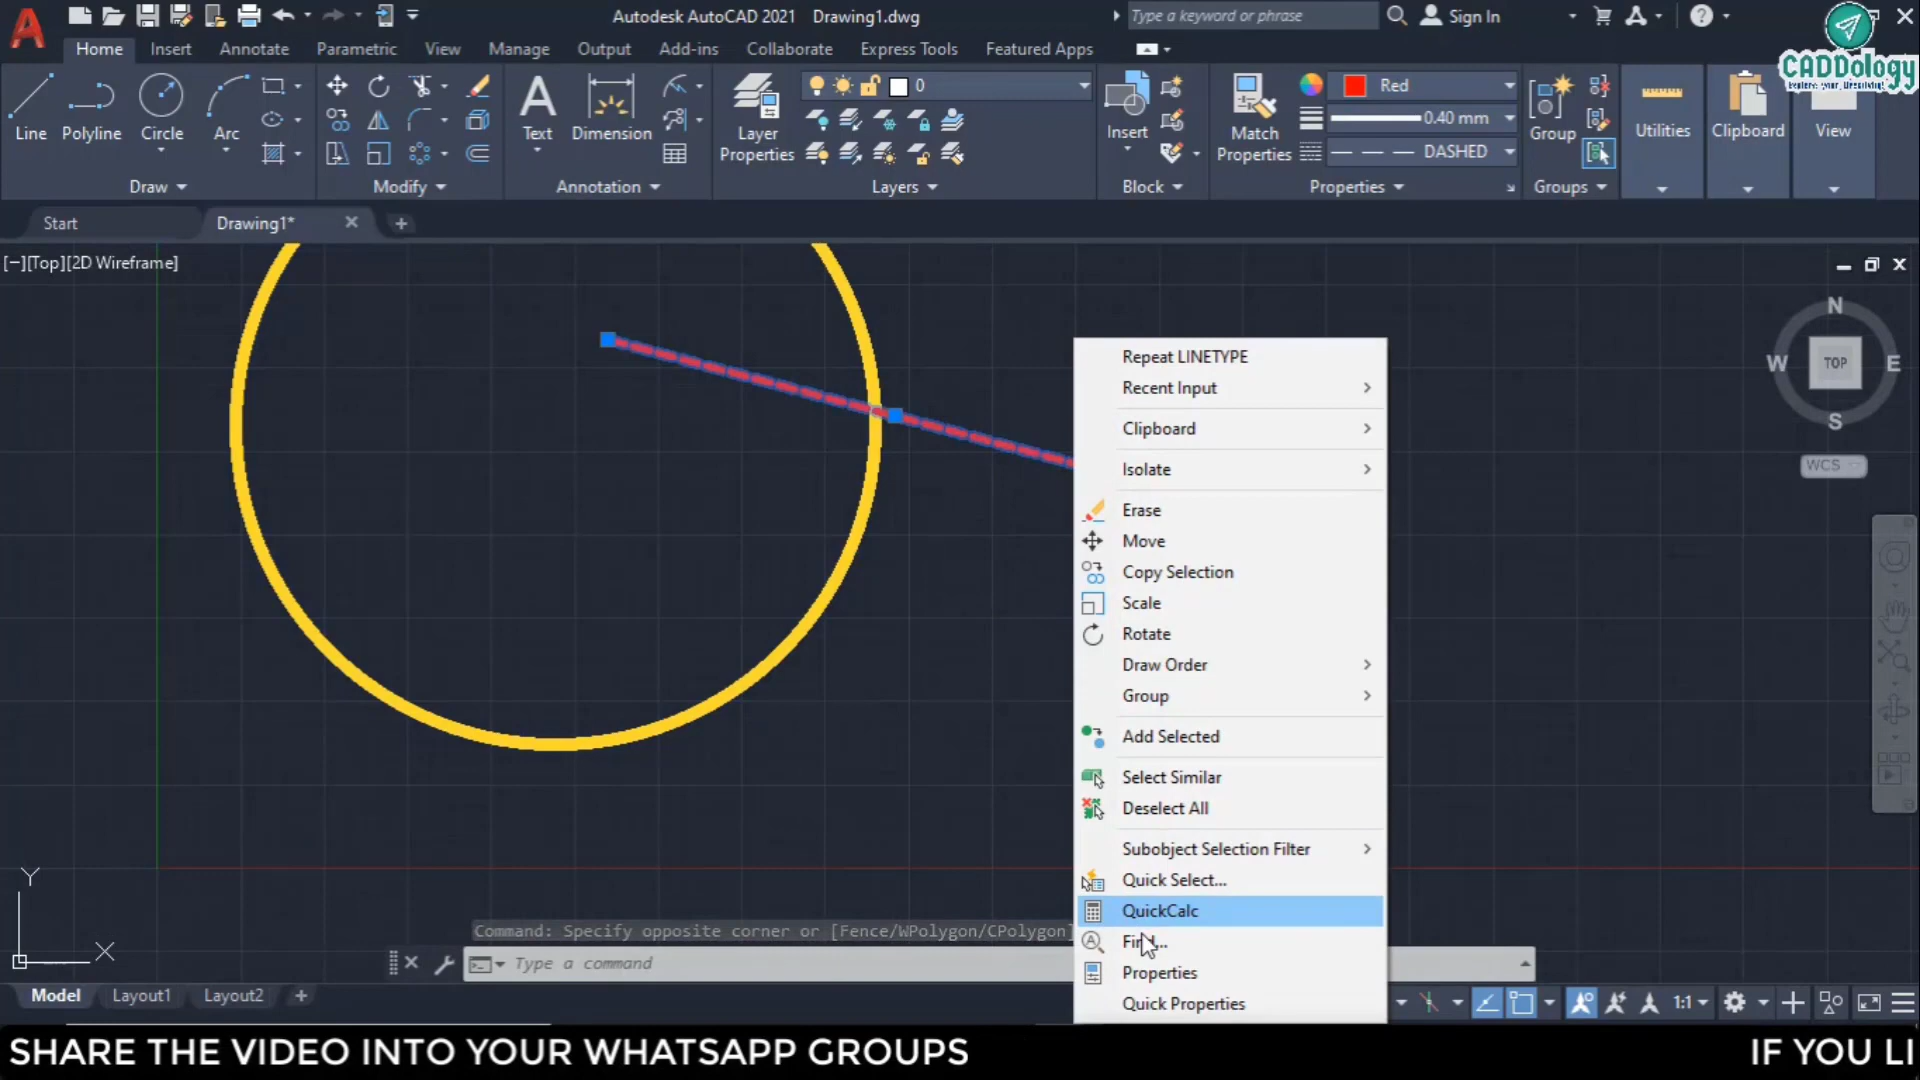 Autodesk AutoCAD 2021 Drawing1.dwg
Type a keyword or phrase
Sign In
CADDology
Home Insert Annotate Parametric View Manage Output Add-ins Collaborate Express Tools Featured Apps
Line Polyline Circle Arc
Draw
Modify
Text Dimension
Annotation
Layer Properties
0
Layers
Insert
Block
Match Properties
Red
0.40 mm
DASHED
Properties
Group
Groups
Utilities
Clipboard
View
Start Drawing1*
[−][Top][2D Wireframe]
N
W TOP E
S
WCS
Repeat LINETYPE
Recent Input
Clipboard
Isolate
Erase
Move
Copy Selection
Scale
Rotate
Draw Order
Group
Add Selected
Select Similar
Deselect All
Subobject Selection Filter
Quick Select...
QuickCalc
Properties
Quick Properties
Y
X
Command: Specify opposite corner or [Fence/WPolygon/CPolygon]
Type a command
Model Layout1 Layout2
1:1
SHARE THE VIDEO INTO YOUR WHATSAPP GROUPS
IF YOU LI